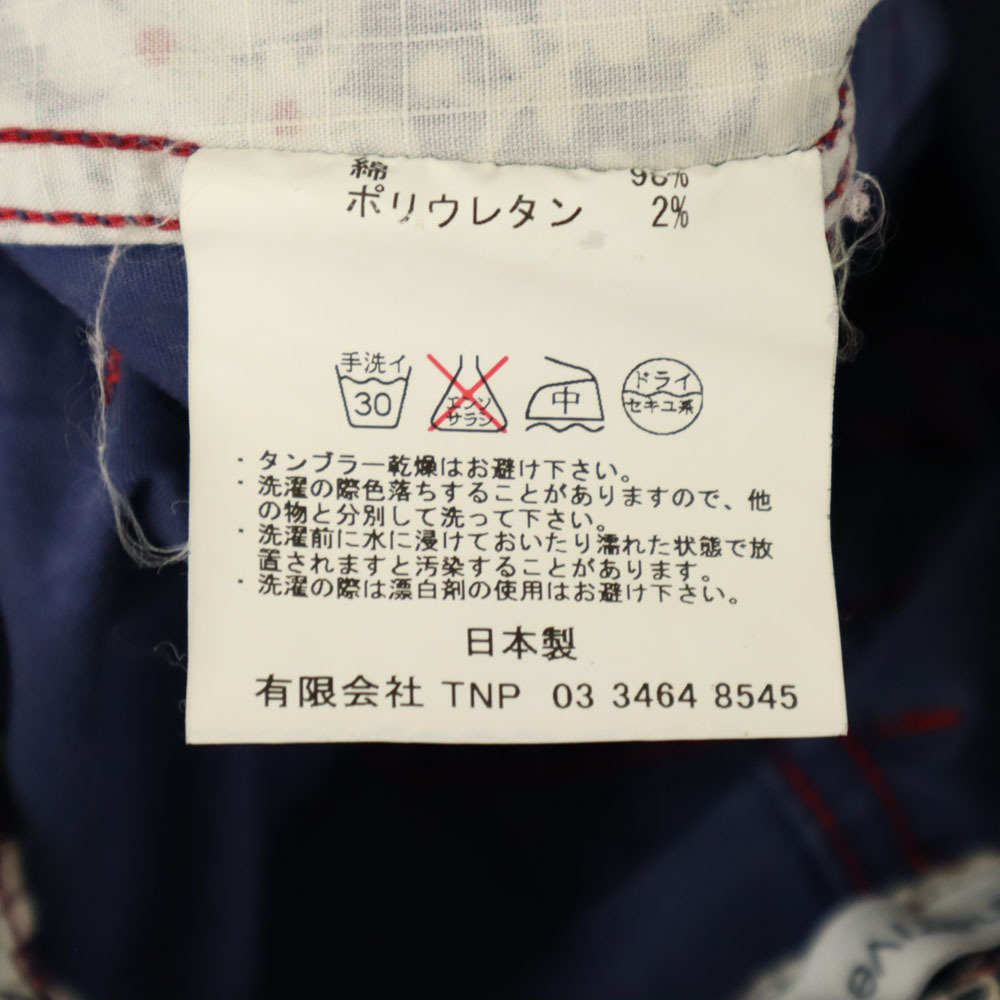 綿 98%
ポリウレタン 2%
手洗イ 30
エンソ
サラシ
中
ドライ
セキユ系
・タンブラー乾燥はお避け下さい。
・洗濯の際色落ちすることがありますので、他
の物と分別して洗って下さい。
・洗濯前に水に浸けておいたり濡れた状態で放
置されますと汚染することがあります。
・洗濯の際は漂白剤の使用はお避け下さい。
日本製
有限会社 TNP 03 3464 8545